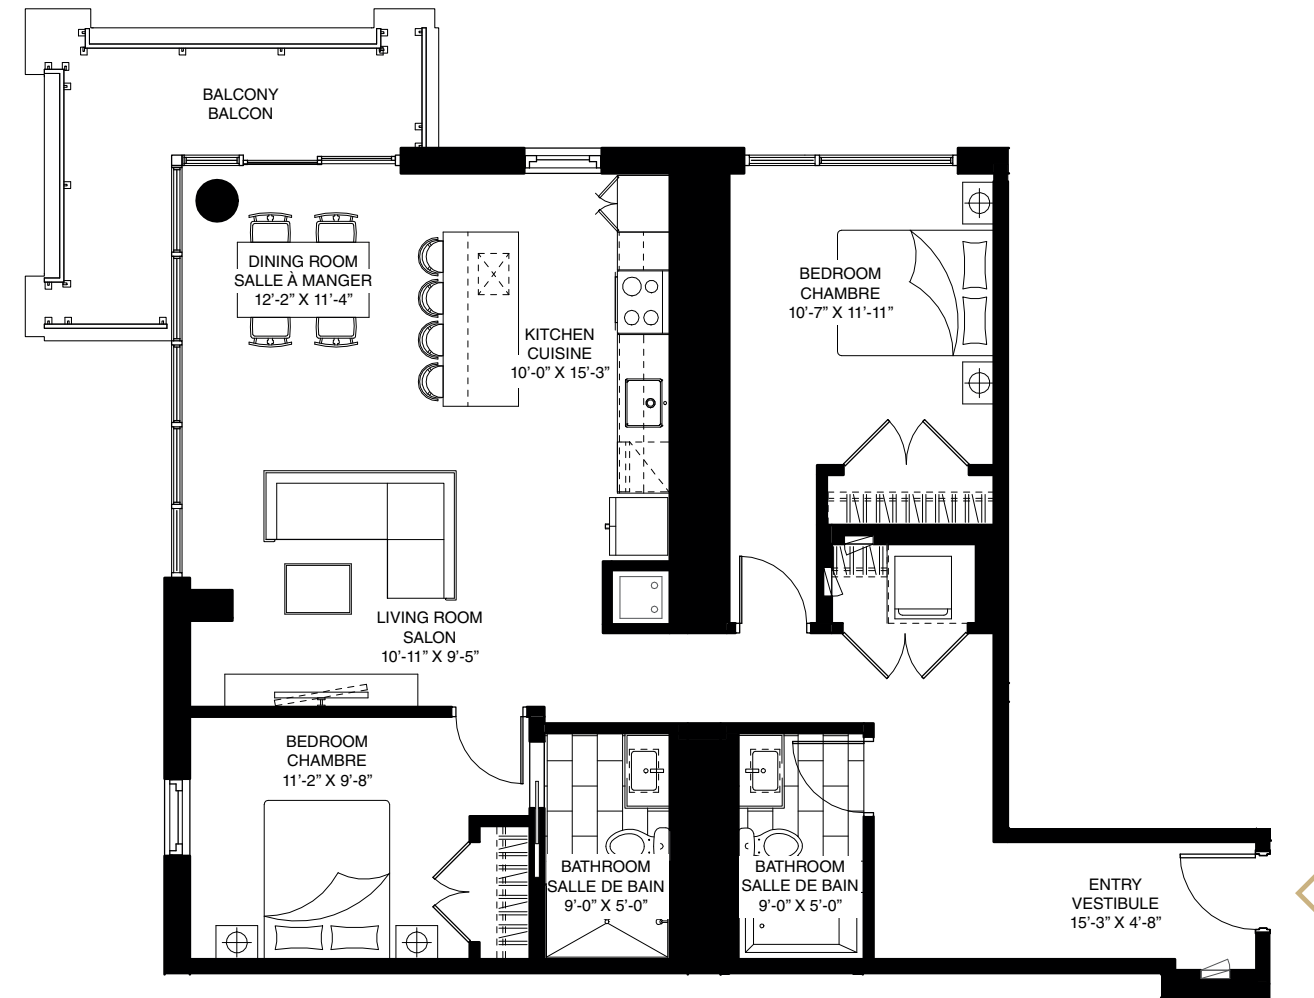 BALCONY
BALCON
DINING ROOM
SALLE À MANGER
12’-2” X 11’-4”
KITCHEN
CUISINE
10’-0” X 15’-3”
BEDROOM
CHAMBRE
10’-7” X 11’-11”
LIVING ROOM
SALON
10’-11” X 9’-5”
BEDROOM
CHAMBRE
11’-2” X 9’-8”
BATHROOM
SALLE DE BAIN
9’-0” X 5’-0”
BATHROOM
SALLE DE BAIN
9’-0” X 5’-0”
ENTRY
VESTIBULE
15’-3” X 4’-8”